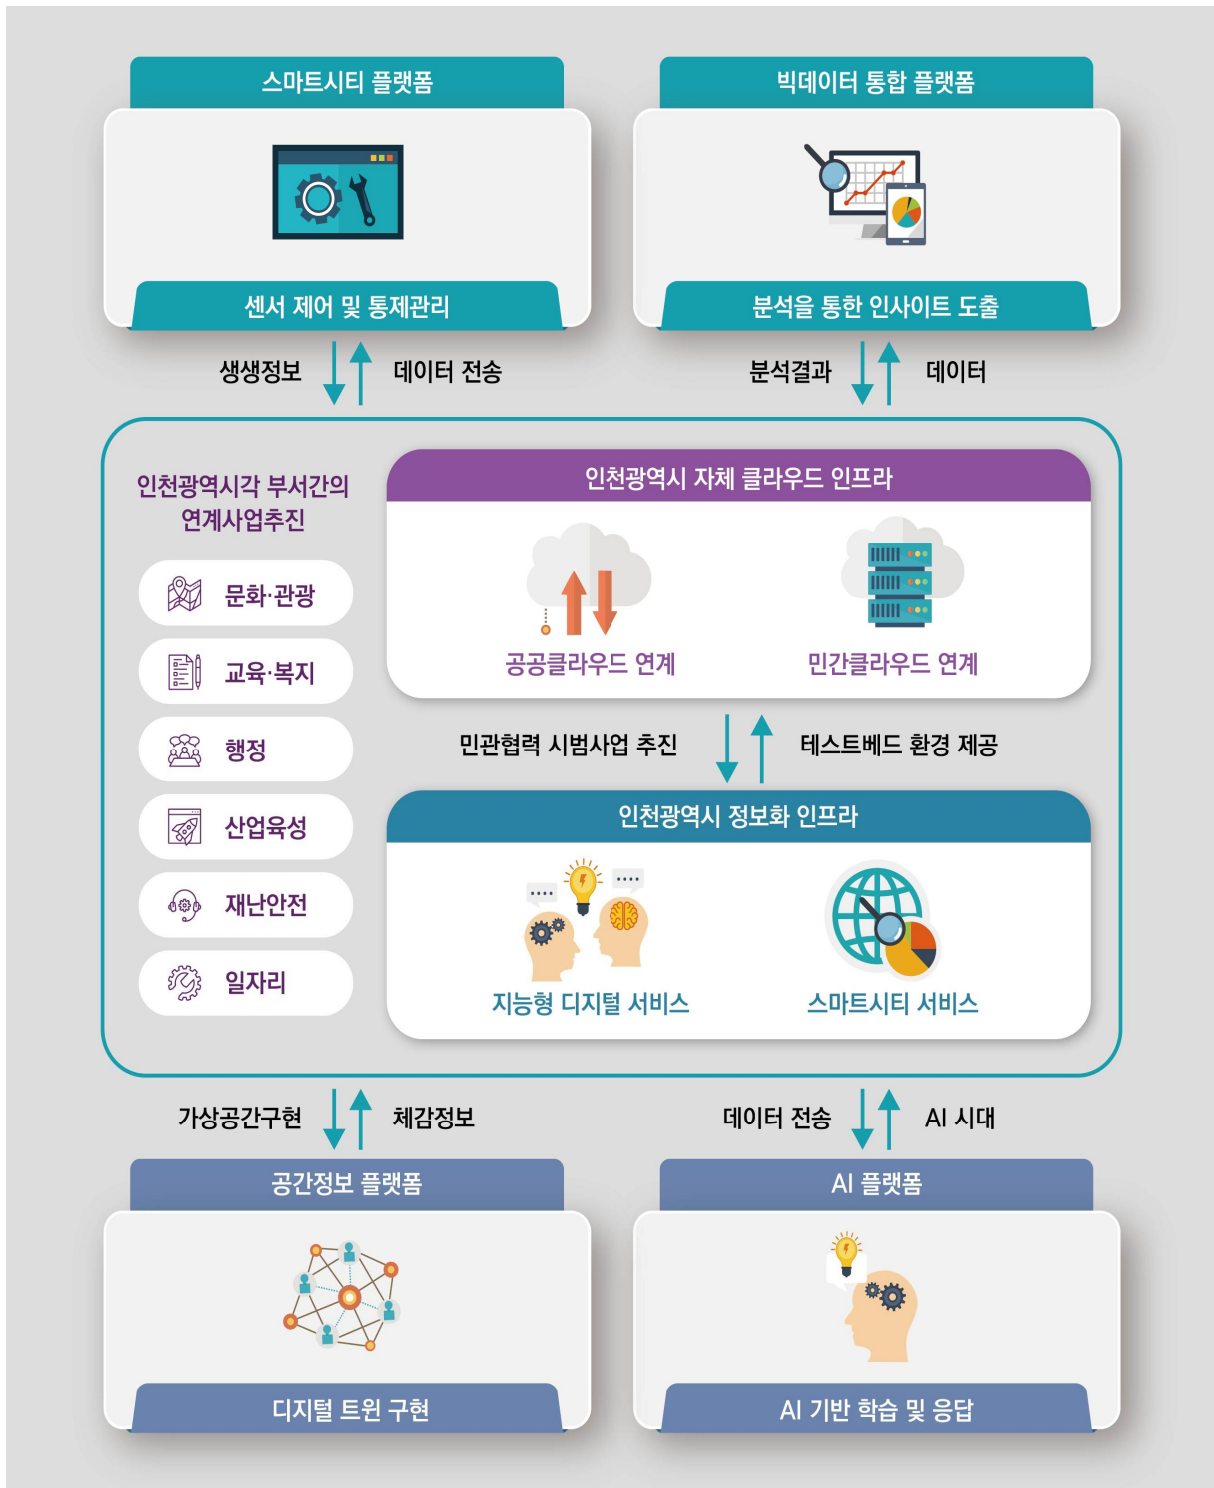 스마트시티 플랫폼
센서 제어 및 통제관리
빅데이터 통합 플랫폼
분석을 통한 인사이트 도출
생생정보
데이터 전송
분석결과
데이터
인천광역시각 부서간의
연계사업추진
문화·관광
교육·복지
행정
산업육성
재난안전
일자리
인천광역시 자체 클라우드 인프라
공공클라우드 연계
민간클라우드 연계
민관협력 시범사업 추진
테스트베드 환경 제공
인천광역시 정보화 인프라
지능형 디지털 서비스
스마트시티 서비스
가상공간구현
체감정보
데이터 전송
AI 시대
공간정보 플랫폼
디지털 트윈 구현
AI 플랫폼
AI 기반 학습 및 응답